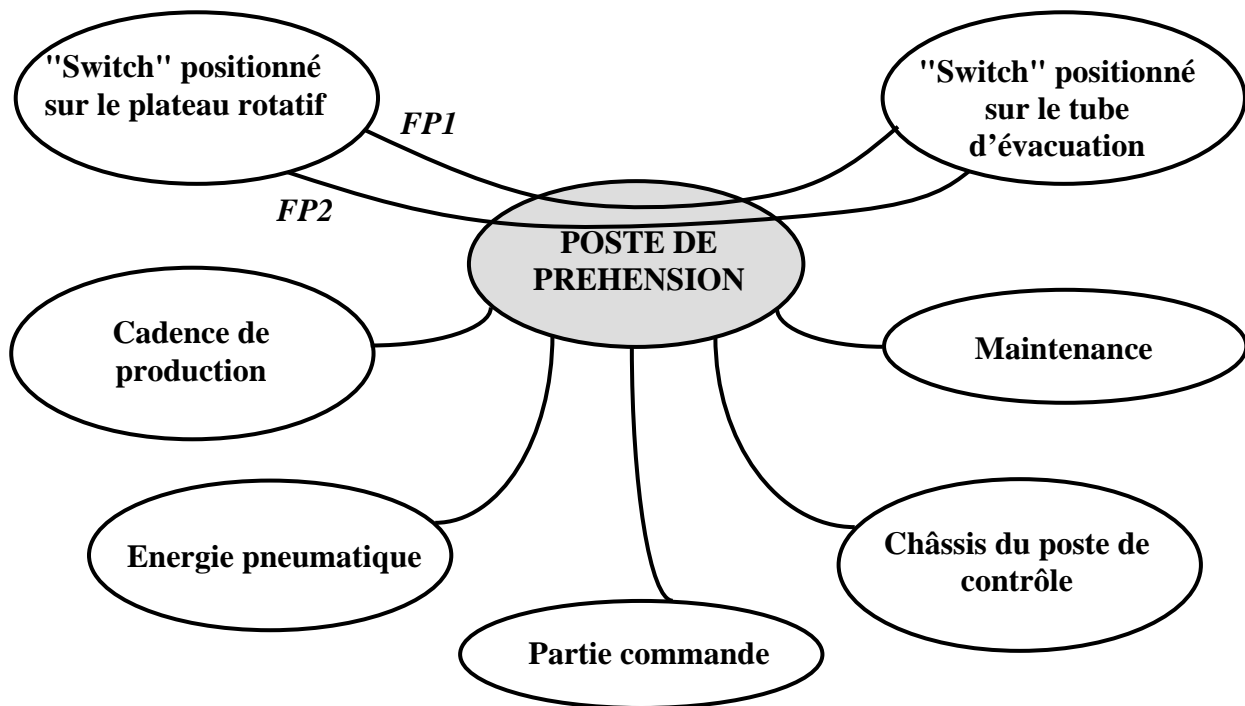 "Switch" positionné
sur le plateau rotatif
"Switch" positionné
sur le tube
d’évacuation
FP1
FP2
POSTE DE
PREHENSION
Cadence de
production
Maintenance
Energie pneumatique
Châssis du poste de
contrôle
Partie commande